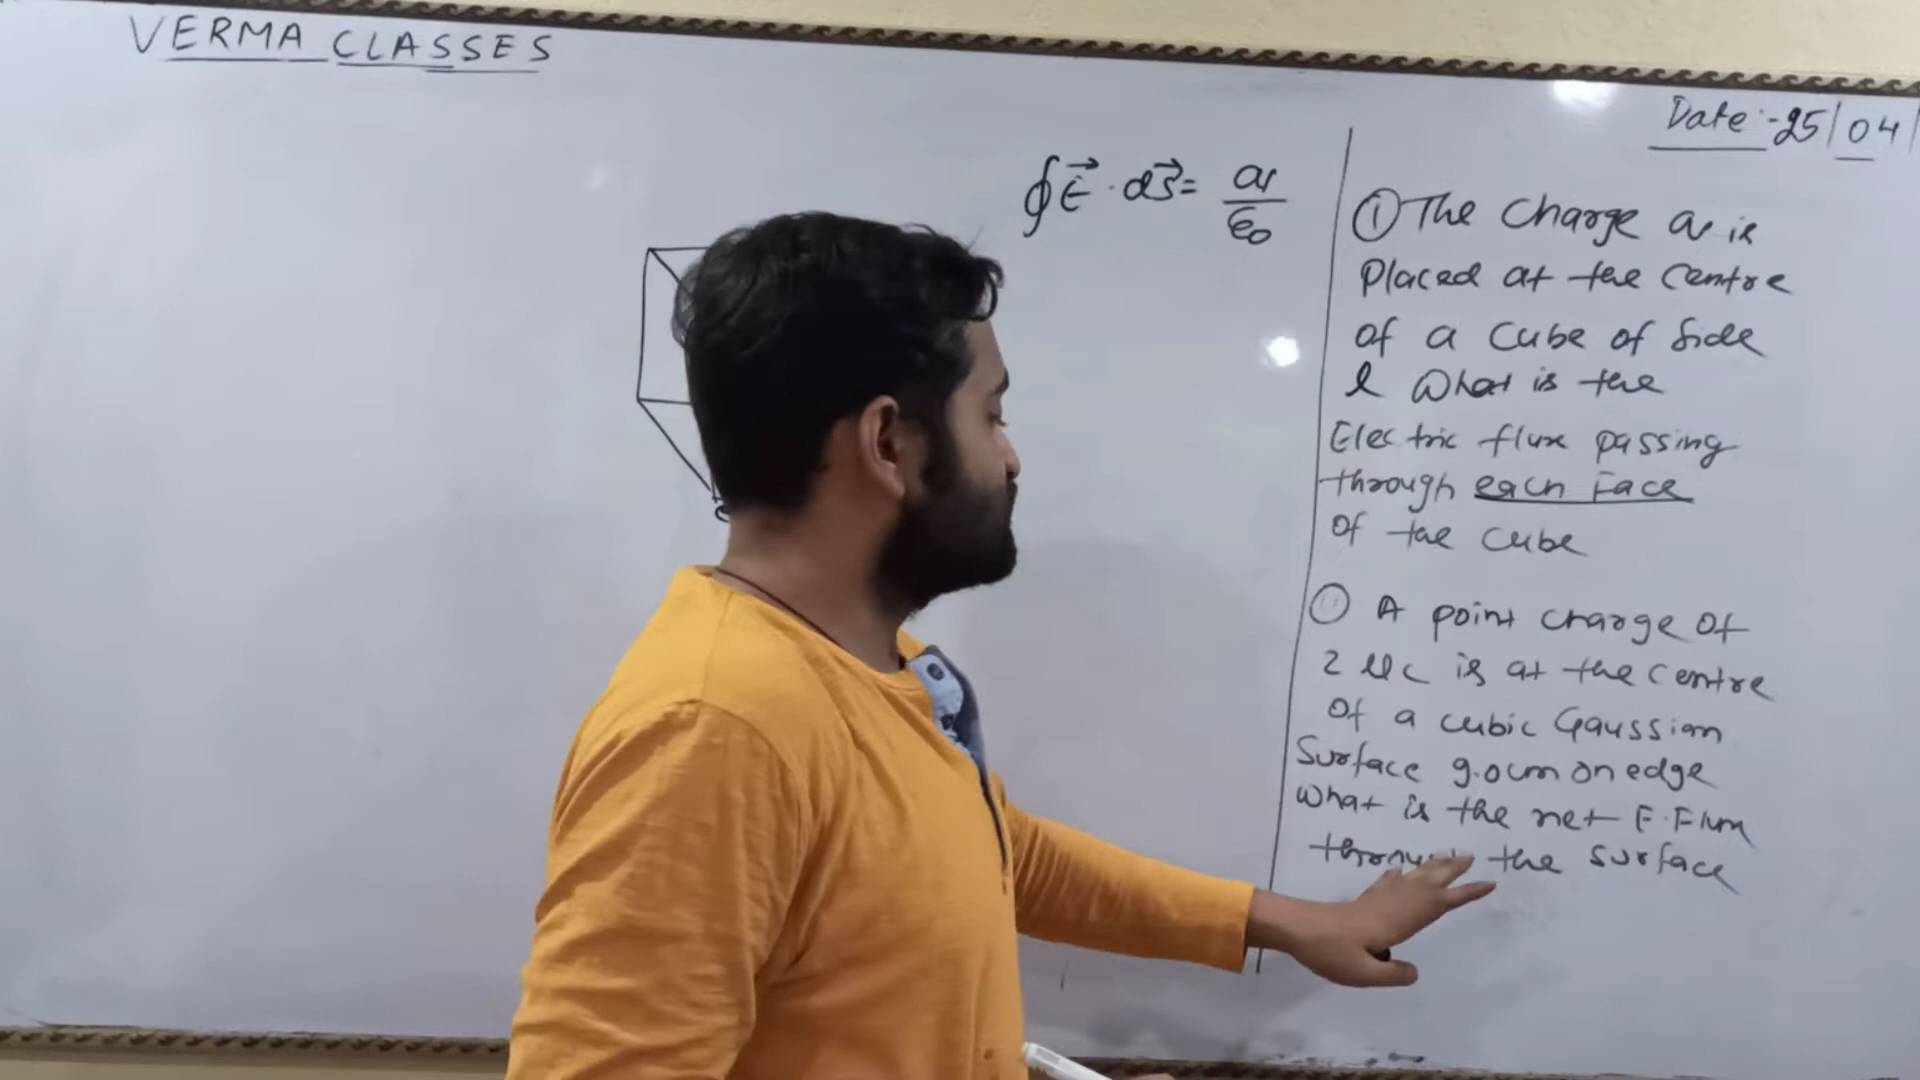 VERMA CLASSES
Date:-25/04/
∮E⃗·dS⃗= q/ϵ₀
① The Charge q is
Placed at the Centre
of a Cube of Side
l What is the
Electric flux passing
through each Face
of the cube
⑪ A point charge of
2 μc is at the centre
of a cubic Gaussian
Surface 9.0cm on edge
What is the net E.Flux
the surface